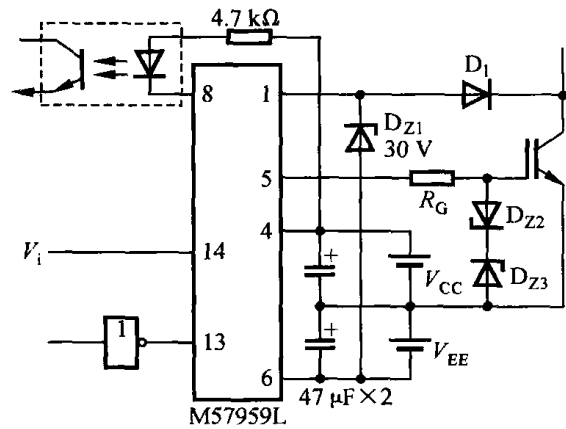 4.7 kΩ
8
1
D1
DZ1
30 V
5
RG
DZ2
4
Vi
14
DZ3
VCC
1
13
VEE
6
47 μF×2
M57959L
+
+